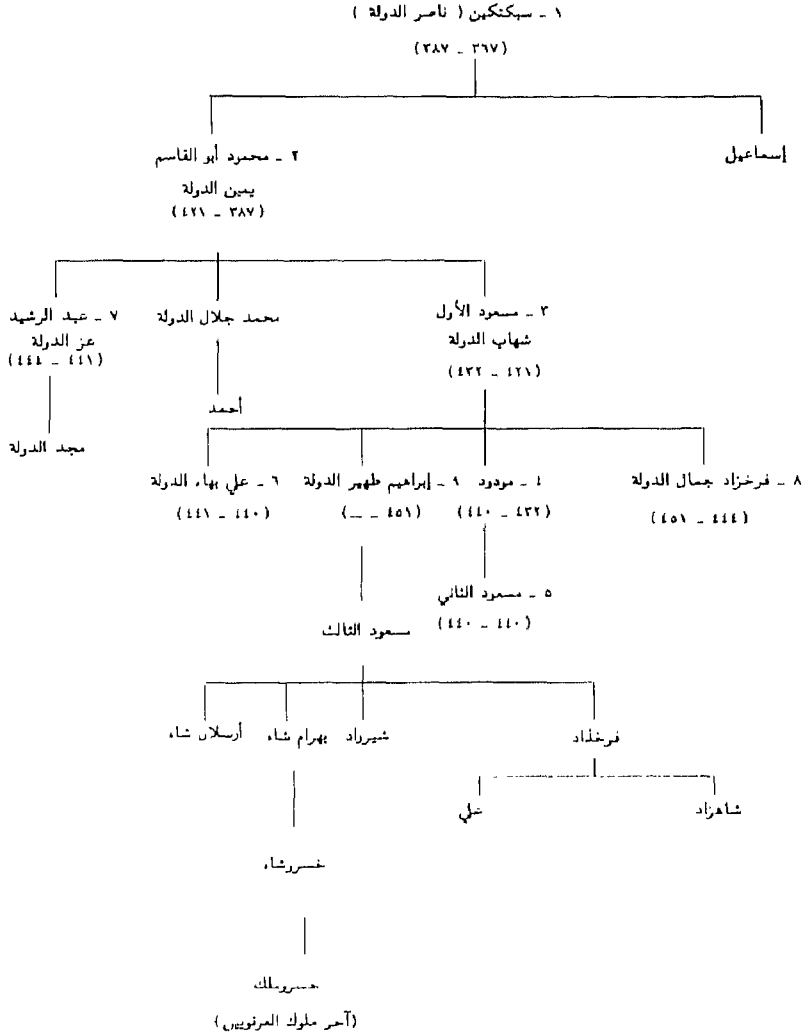 ١ - سبكتكين ( ناصر الدولة )
(٣٦٧ - ٣٨٧)
إسماعيل
٢ - محمود أبو القاسم
يمين الدولة
(٣٨٧ - ٤٢١)
٣ - مسعود الأول
شهاب الدولة
(٤٢١ - ٤٣٢)
محمد جلال الدولة
٧ - عبد الرشيد
عز الدولة
(٤٤١ - ٤٤٤)
أحمد
مجد الدولة
٨ - فرخزاد جمال الدولة
(٤٤٤ - ٤٥١)
٤ - مودود
(٤٣٢ - ٤٤٠)
٩ - إبراهيم ظهير الدولة
(٤٥١ - ــ)
٦ - علي بهاء الدولة
(٤٤٠ - ٤٤١)
٥ - مسعود الثاني
(٤٤٠ - ٤٤٠)
مسعود الثالث
فرخذاد
شيرزاد
بهرام شاه
أرسلان شاه
شاهزاد
علي
خسروشاه
خسروملك
(آخر ملوك الغزنويين)